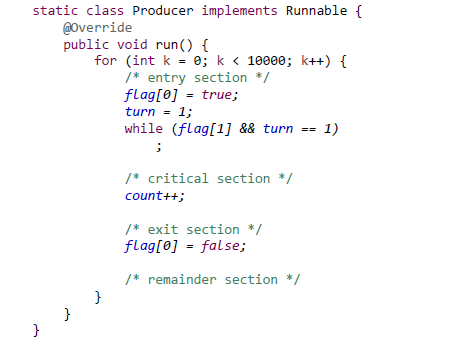 static class Producer implements Runnable {
    @Override
    public void run() {
        for (int k = 0; k < 10000; k++) {
            /* entry section */
            flag[0] = true;
            turn = 1;
            while (flag[1] && turn == 1)
                ;

            /* critical section */
            count++;

            /* exit section */
            flag[0] = false;

            /* remainder section */
        }
    }
}